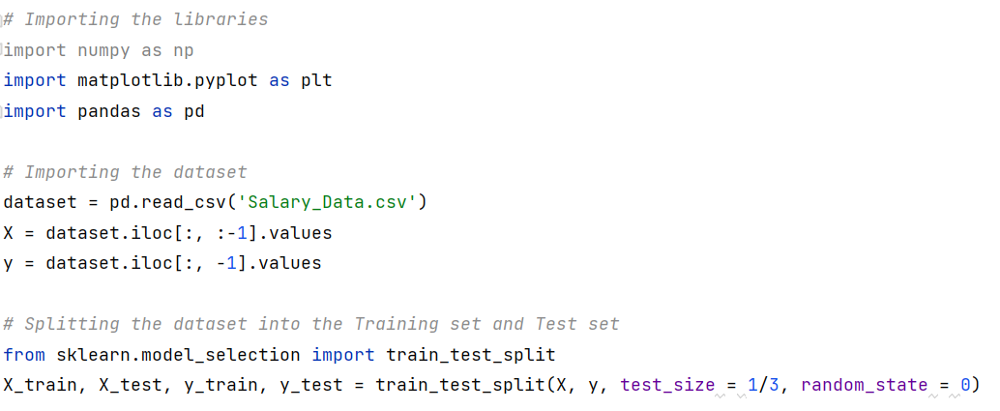 # Importing the libraries
import numpy as np
import matplotlib.pyplot as plt
import pandas as pd
# Importing the dataset
dataset = pd.read_csv('Salary_Data.csv')
X = dataset.iloc[:, :-1].values
y = dataset.iloc[:, -1].values
# Splitting the dataset into the Training set and Test set
from sklearn.model_selection import train_test_split
X_train, X_test, y_train, y_test = train_test_split(X, y, test_size = 1/3, random_state = 0)